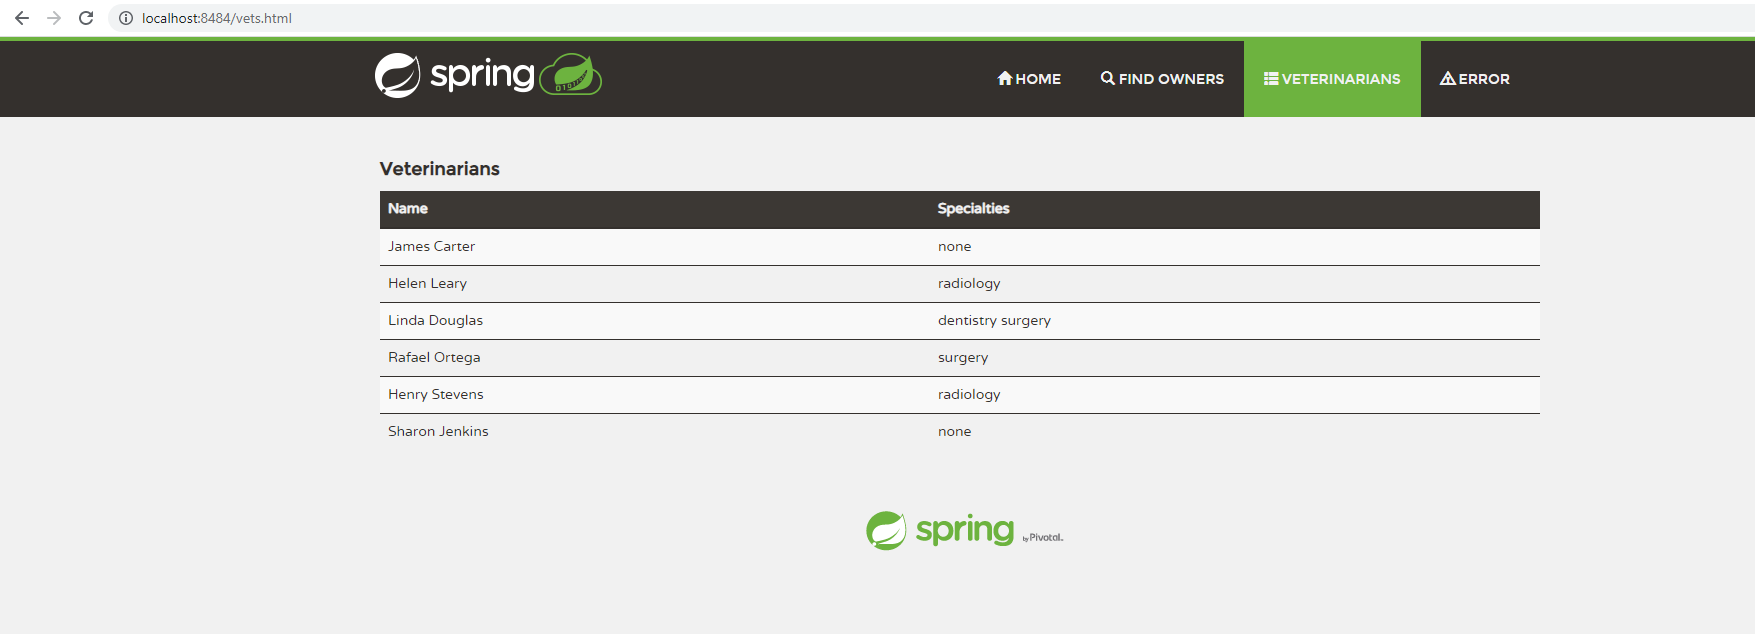 localhost:8484/vets.html
spring HOME FIND OWNERS VETERINARIANS ERROR
Veterinarians
Name Specialties
James Carter none
Helen Leary radiology
Linda Douglas dentistry surgery
Rafael Ortega surgery
Henry Stevens radiology
Sharon Jenkins none
spring by Pivotal.